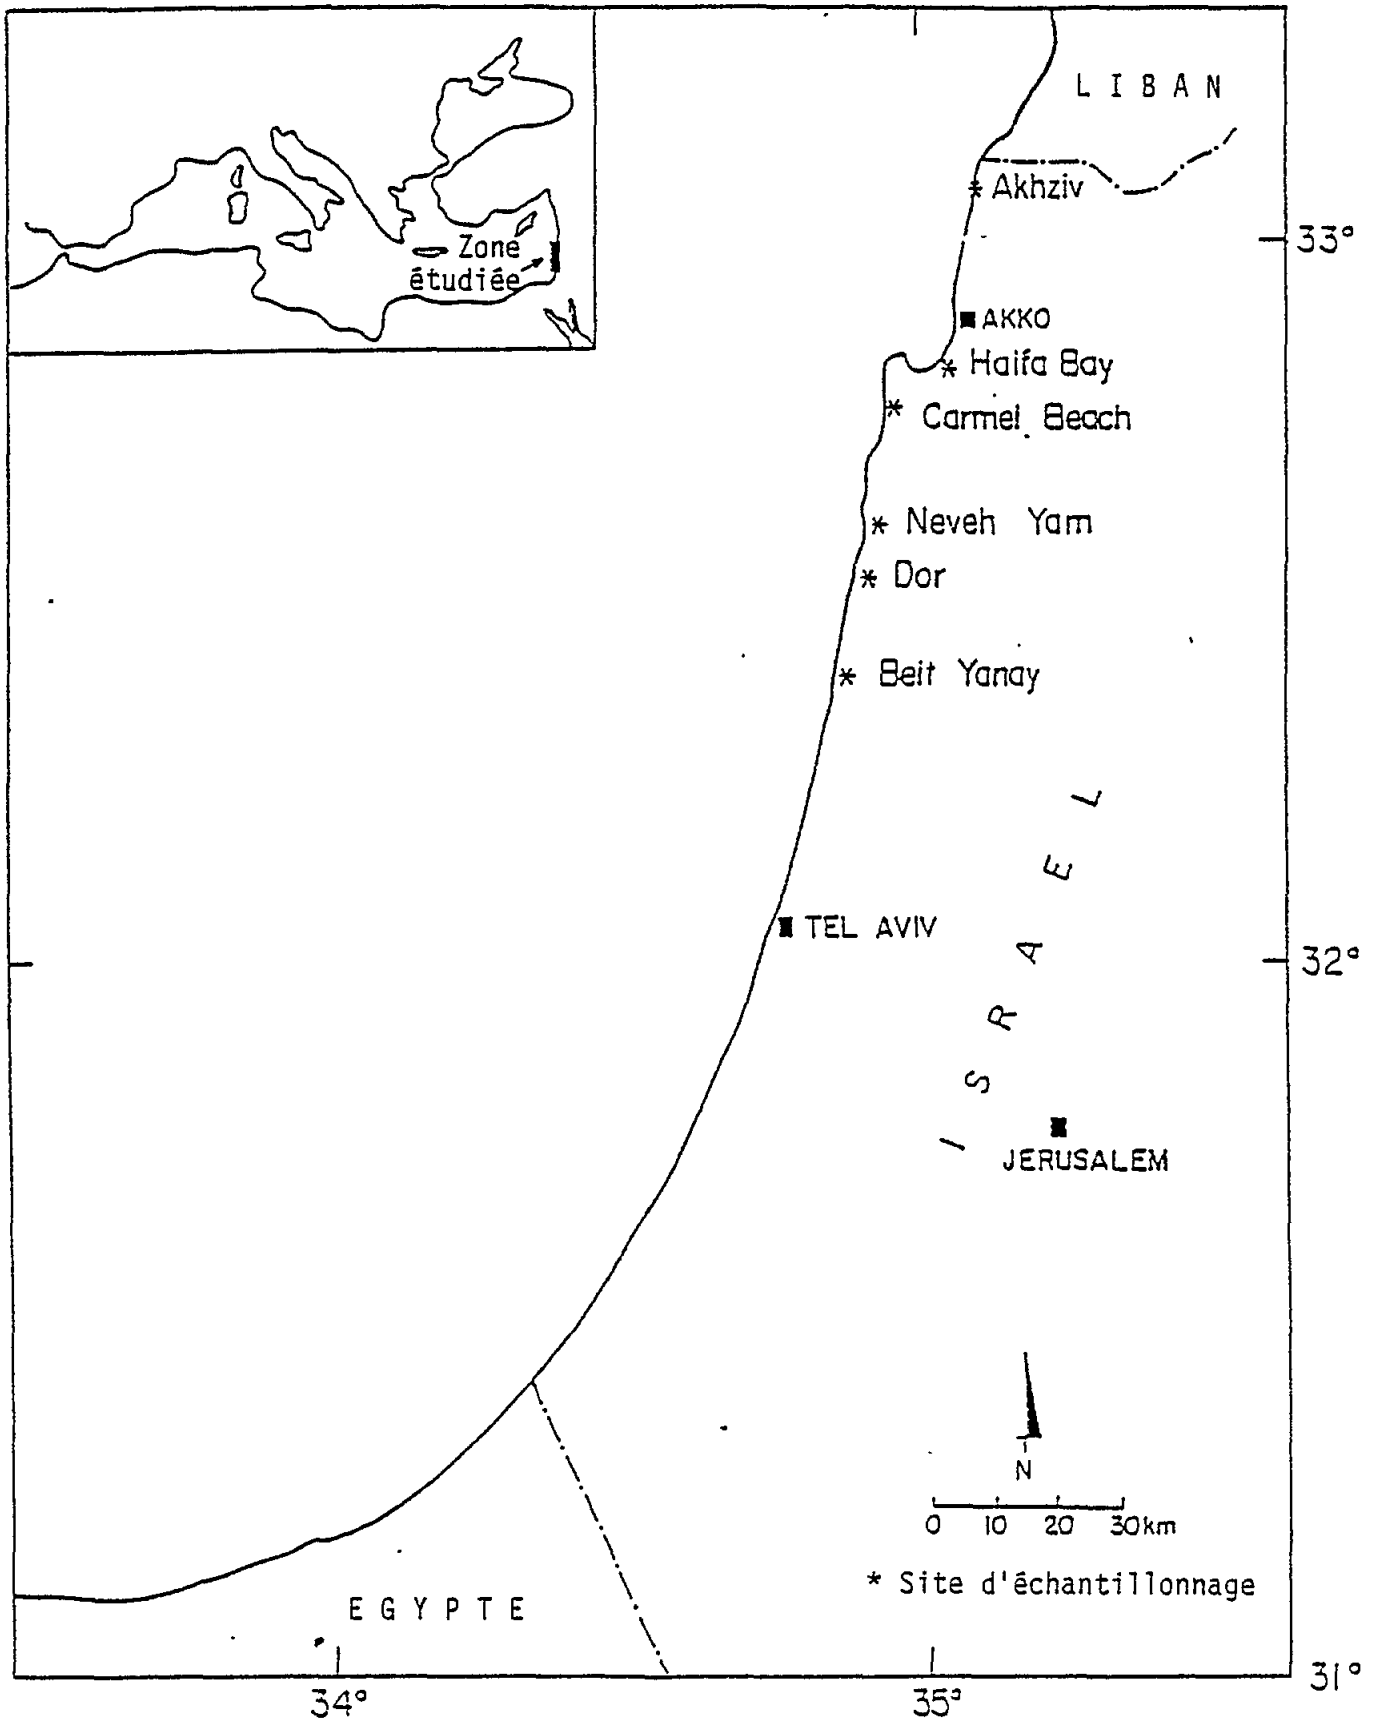 Zone
étudiée
LIBAN
Akhziv
33°
AKKO
Haifa Bay
Carmel Beach
Neveh Yam
Dor
Beit Yanay
ISRAEL
TEL AVIV
32°
JERUSALEM
N
0 10 20 30km
* Site d'échantillonnage
EGYPTE
31°
34° 35°